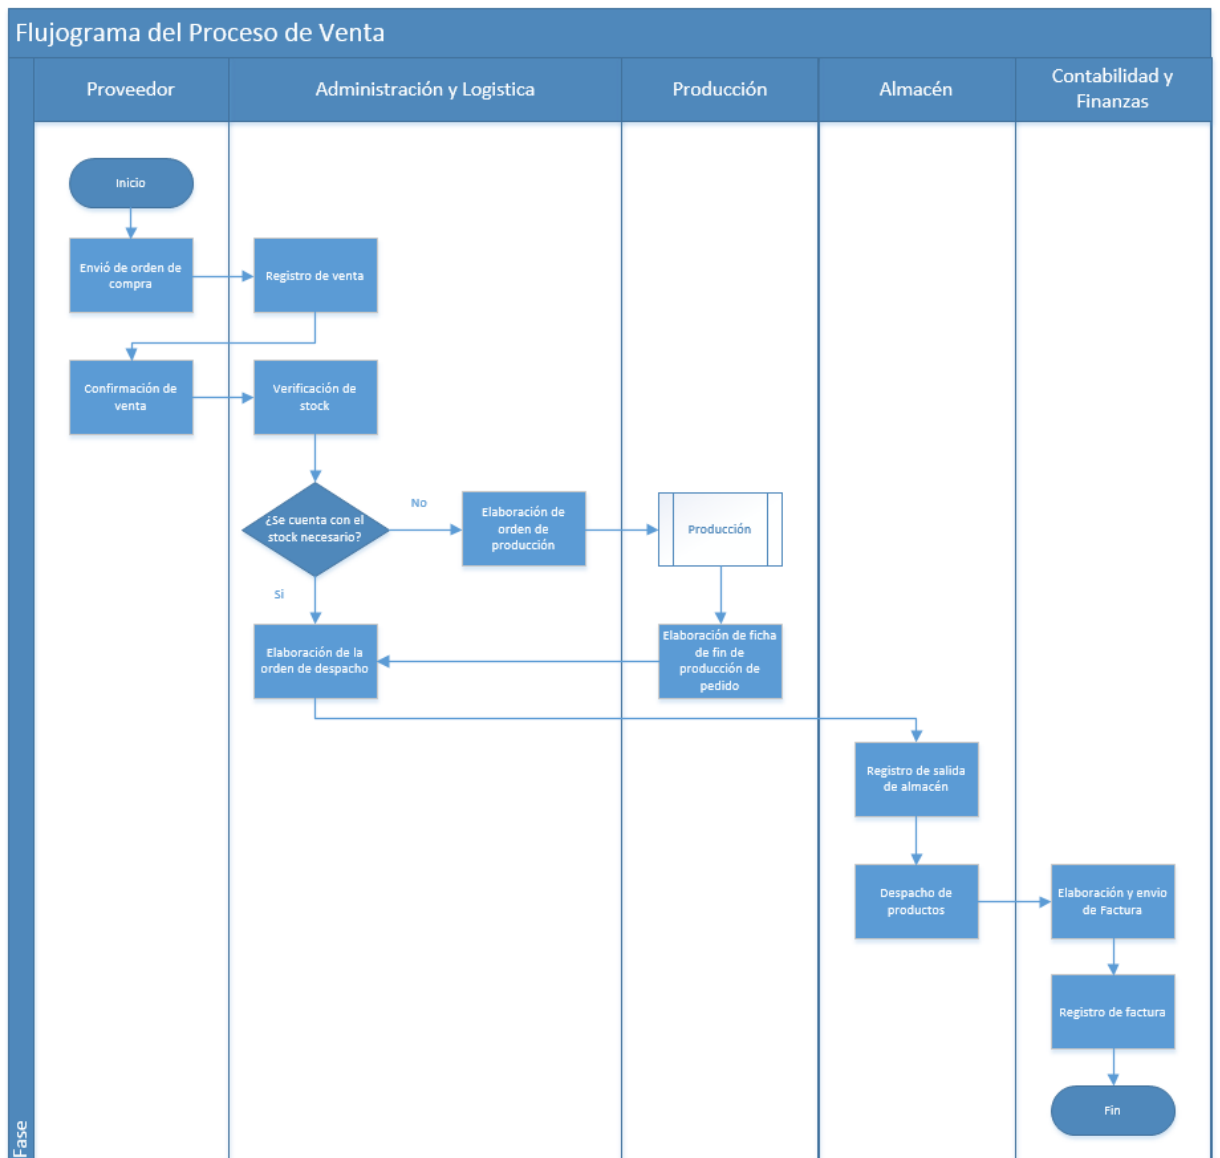 Flujograma del Proceso de Venta
Proveedor
Administración y Logistica
Producción
Almacén
Contabilidad y
Finanzas
Inicio
Envió de orden de
compra
Registro de venta
Confirmación de
venta
Verificación de
stock
¿Se cuenta con el
stock necesario?
No
Elaboración de
orden de
producción
Producción
Si
Elaboración de la
orden de despacho
Elaboración de ficha
de fin de
producción de
pedido
Registro de salida
de almacén
Despacho de
productos
Elaboración y envio
de Factura
Registro de factura
Fin
Fase